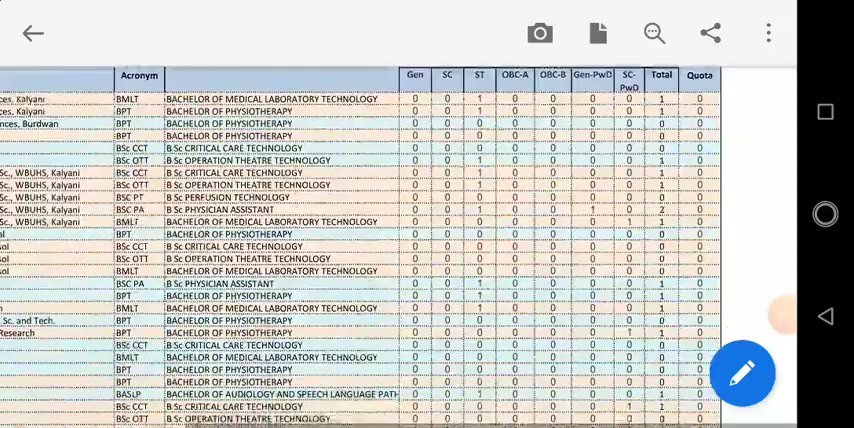 Acronym Gen SC ST OBC-A OBC-B Gen-PwD SC-PwD Total Quota
ces, Kalyani BMLT BACHELOR OF MEDICAL LABORATORY TECHNOLOGY 0 0 1 0 0 0 0 1 0
ces, Kalyani BPT BACHELOR OF PHYSIOTHERAPY 0 0 1 0 0 0 0 1 0
nces, Burdwan BPT BACHELOR OF PHYSIOTHERAPY 0 0 0 0 0 0 0 0 0
BPT BACHELOR OF PHYSIOTHERAPY 0 0 0 0 0 0 0 0 0
BSc CCT B Sc CRITICAL CARE TECHNOLOGY 0 0 0 0 0 0 0 0 0
BSc OTT B Sc OPERATION THEATRE TECHNOLOGY 0 0 1 0 0 0 0 1 0
Sc., WBUHS, Kalyani BSc CCT B Sc CRITICAL CARE TECHNOLOGY 0 0 1 0 0 0 0 1 0
Sc., WBUHS, Kalyani BSc OTT B Sc OPERATION THEATRE TECHNOLOGY 0 0 1 0 0 0 0 1 0
Sc., WBUHS, Kalyani BSC PT B Sc PERFUSION TECHNOLOGY 0 0 0 0 0 0 0 0 0
Sc., WBUHS, Kalyani BSC PA B Sc PHYSICIAN ASSISTANT 0 0 1 0 0 0 1 2 0
Sc., WBUHS, Kalyani BMLT BACHELOR OF MEDICAL LABORATORY TECHNOLOGY 0 0 0 0 0 0 1 1 0
al BPT BACHELOR OF PHYSIOTHERAPY 0 0 0 0 0 0 0 0 0
sol BSc CCT B Sc CRITICAL CARE TECHNOLOGY 0 0 0 0 0 0 0 0 0
sol BSc OTT B Sc OPERATION THEATRE TECHNOLOGY 0 0 0 0 0 0 0 0 0
sol BMLT BACHELOR OF MEDICAL LABORATORY TECHNOLOGY 0 0 0 0 0 0 0 0 0
BSC PA B Sc PHYSICIAN ASSISTANT 0 0 1 0 0 0 0 1 0
BPT BACHELOR OF PHYSIOTHERAPY 0 0 1 0 0 0 0 1 0
BMLT BACHELOR OF MEDICAL LABORATORY TECHNOLOGY 0 0 1 0 0 0 0 1 0
Sc. and Tech. BPT BACHELOR OF PHYSIOTHERAPY 0 0 0 0 0 0 0 0 0
Research BPT BACHELOR OF PHYSIOTHERAPY 0 0 0 0 0 0 1 1 0
BSc CCT B Sc CRITICAL CARE TECHNOLOGY 0 0 0 0 0 0 0 0 0
BMLT BACHELOR OF MEDICAL LABORATORY TECHNOLOGY 0 0 0 0 0 0 0 0 0
BPT BACHELOR OF PHYSIOTHERAPY 0 0 0 0 0 0 0 0 0
BPT BACHELOR OF PHYSIOTHERAPY 0 0 0 0 0 0 0 0 0
BASLP BACHELOR OF AUDIOLOGY AND SPEECH LANGUAGE PATH 0 0 1 0 0 0 0 1 0
BSc CCT B Sc CRITICAL CARE TECHNOLOGY 0 0 0 0 0 0 1 1 0
BSc OTT B Sc OPERATION THEATRE TECHNOLOGY 0 0 0 0 0 0 0 0 0